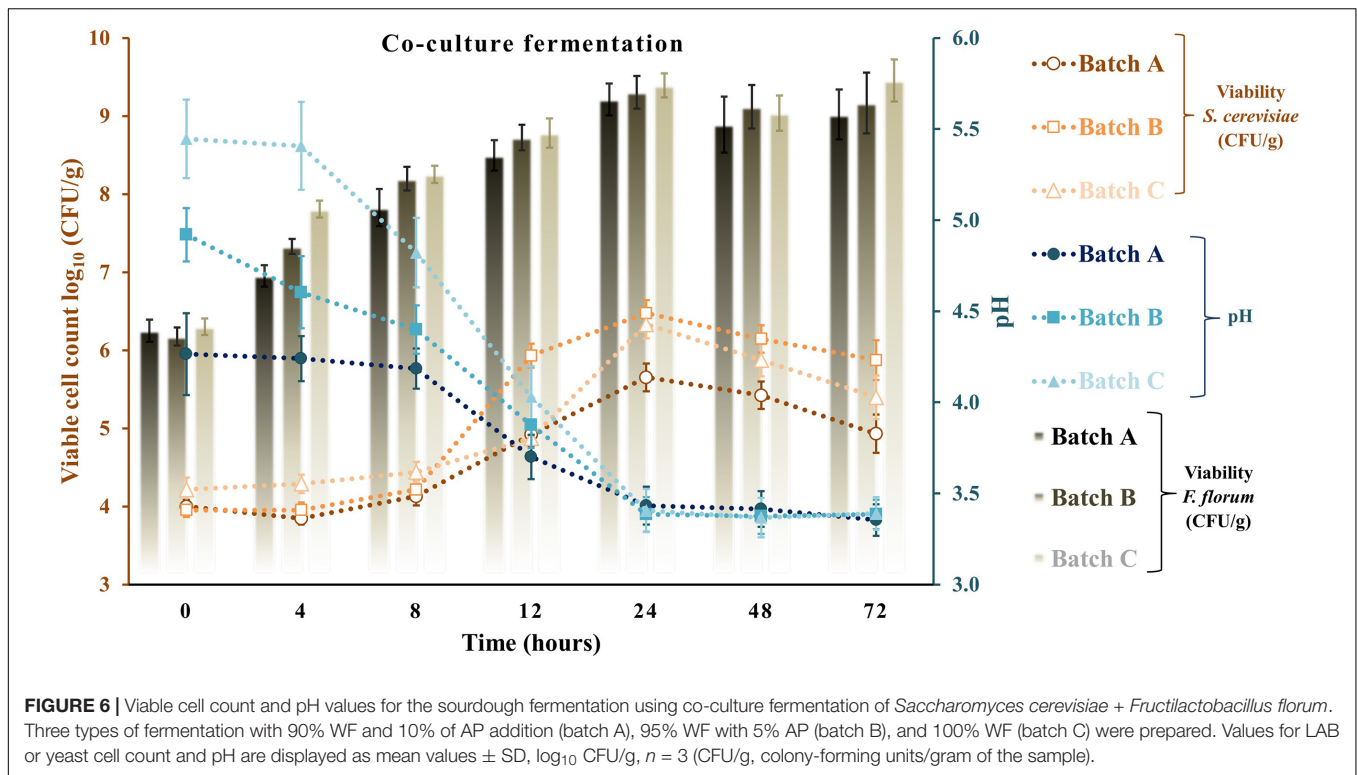 Co-culture fermentation
10
9
8
7
6
5
4
3
Viable cell count log₁₀ (CFU/g)
6.0
5.5
5.0
4.5
4.0
3.5
3.0
pH
0 4 8 12 24 48 72
Time (hours)
Batch A
Batch B
Batch C
Viability
S. cerevisiae
(CFU/g)
Batch A
Batch B
Batch C
pH
Batch A
Batch B
Batch C
Viability
F. florum
(CFU/g)
FIGURE 6 | Viable cell count and pH values for the sourdough fermentation using co-culture fermentation of Saccharomyces cerevisiae + Fructilactobacillus florum.
Three types of fermentation with 90% WF and 10% of AP addition (batch A), 95% WF with 5% AP (batch B), and 100% WF (batch C) were prepared. Values for LAB
or yeast cell count and pH are displayed as mean values ± SD, log₁₀ CFU/g, n = 3 (CFU/g, colony-forming units/gram of the sample).